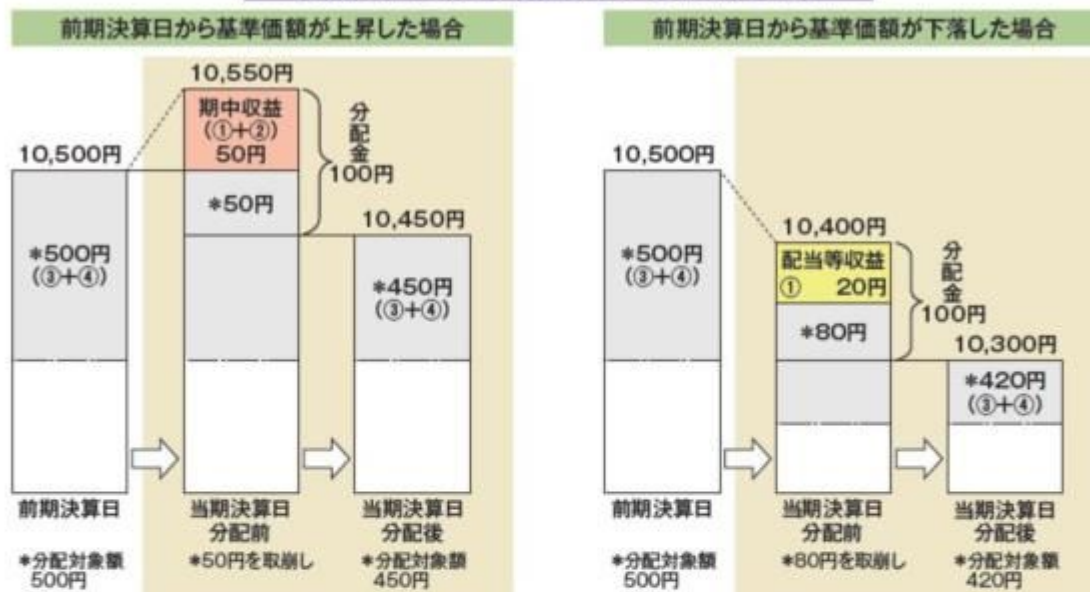 前期決算日から基準価額が上昇した場合
10,550円
期中収益
(①+②)
50円
分配金
100円
10,500円
*50円
10,450円
*500円
(③+④)
*450円
(③+④)
前期決算日
当期決算日
分配前
当期決算日
分配後
*分配対象額
500円
*50円を取崩し
*分配対象額
450円
前期決算日から基準価額が下落した場合
10,500円
10,400円
*500円
(③+④)
配当等収益
① 20円
分配金
100円
*80円
10,300円
*420円
(③+④)
前期決算日
当期決算日
分配前
当期決算日
分配後
*分配対象額
500円
*80円を取崩し
*分配対象額
420円